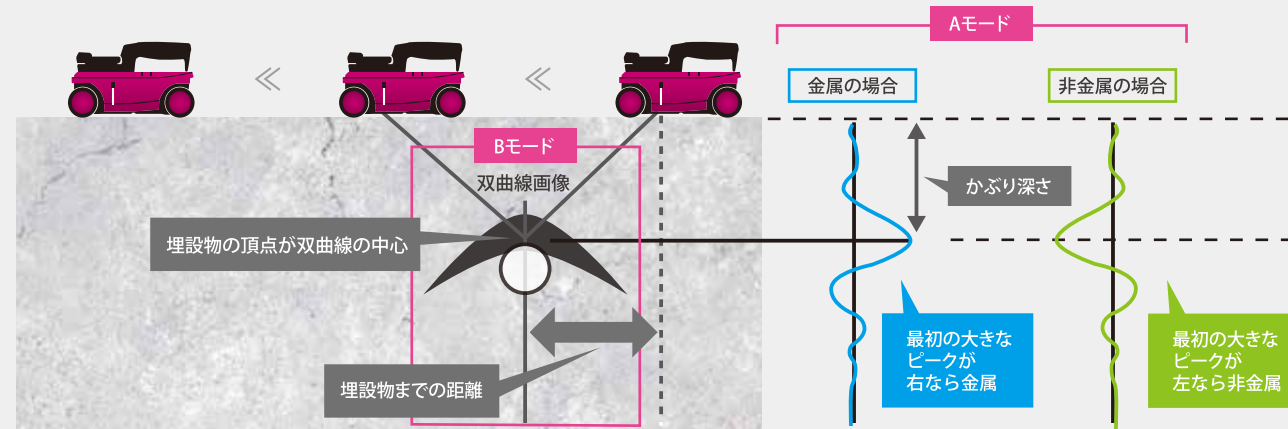 Aモード
金属の場合
非金属の場合
Bモード
双曲線画像
かぶり深さ
埋設物の頂点が双曲線の中心
埋設物までの距離
最初の大きな
ピークが
右なら金属
最初の大きな
ピークが
左なら非金属